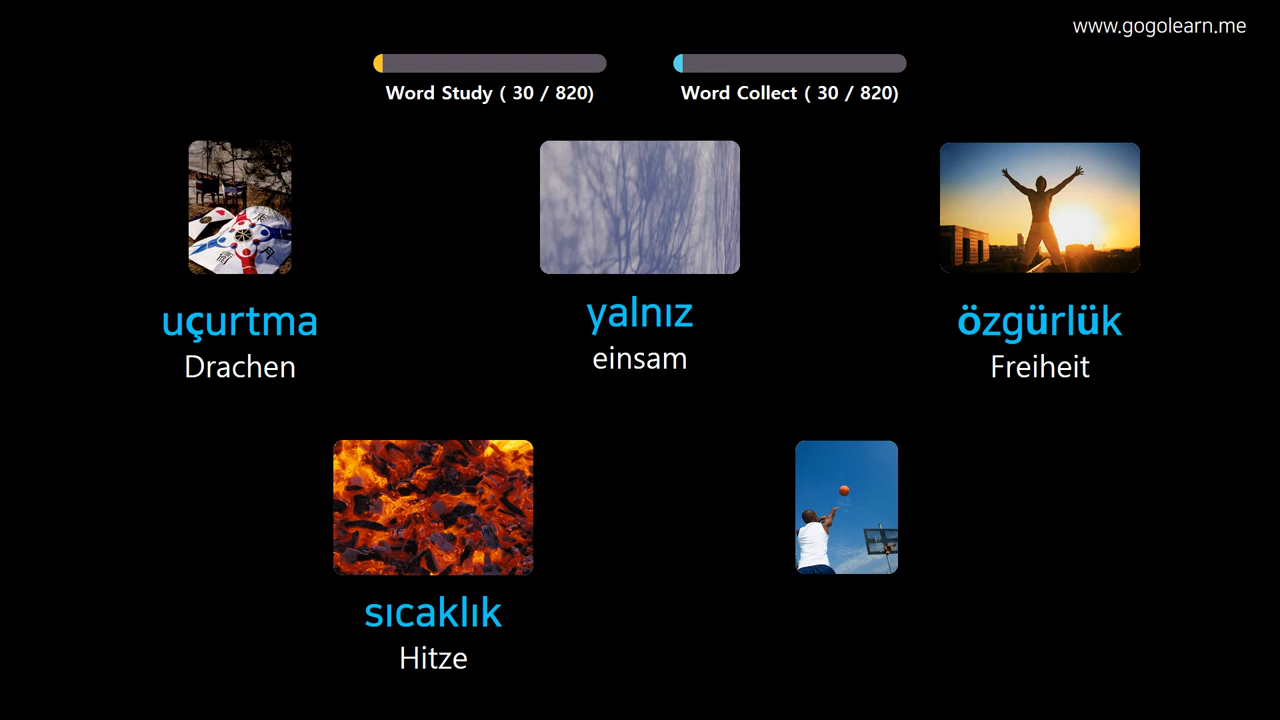 www.gogolearn.me
Word Study ( 30 / 820)
Word Collect ( 30 / 820)
uçurtma
Drachen
yalnız
einsam
özgürlük
Freiheit
sıcaklık
Hitze